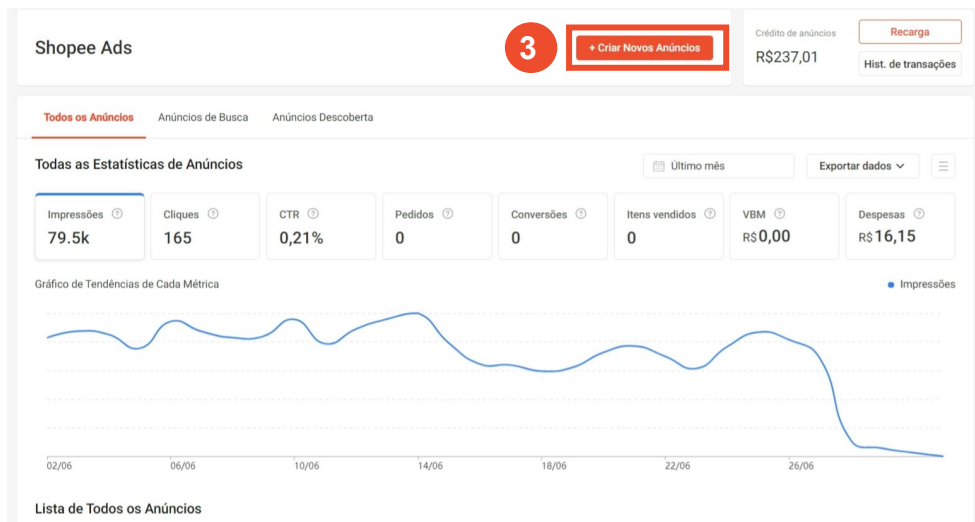 Shopee Ads
3
+ Criar Novos Anúncios
Crédito de anúncios
R$237,01
Recarga
Hist. de transações
Todos os Anúncios
Anúncios de Busca
Anúncios Descoberta
Todas as Estatísticas de Anúncios
Último mês
Exportar dados
Impressões ?
79.5k
Cliques ?
165
CTR ?
0,21%
Pedidos ?
0
Conversões ?
0
Itens vendidos ?
0
VBM ?
R$0,00
Despesas ?
R$16,15
Gráfico de Tendências de Cada Métrica
Impressões
02/06 06/06 10/06 14/06 18/06 22/06 26/06
Lista de Todos os Anúncios